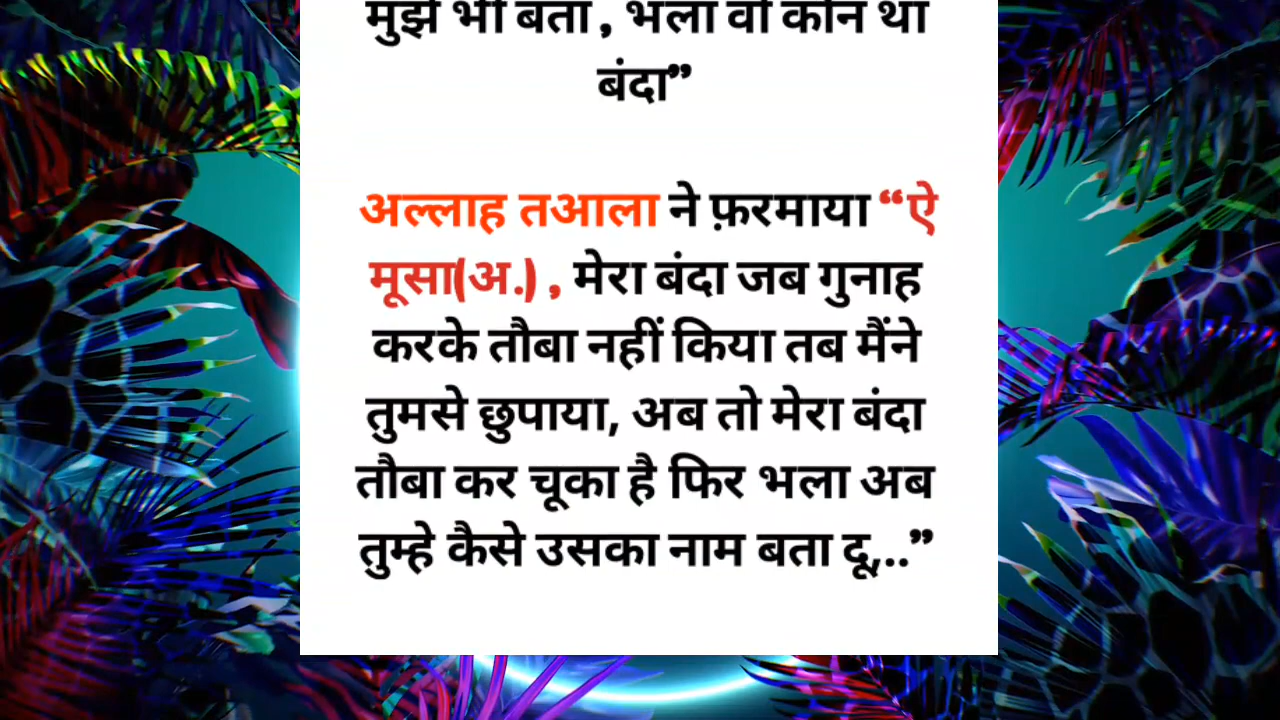 मुझे भी बता , भला वो कौन था
बंदा”
अल्लाह तआला ने फ़रमाया “ऐ
मूसा(अ.) , मेरा बंदा जब गुनाह
करके तौबा नहीं किया तब मैंने
तुमसे छुपाया, अब तो मेरा बंदा
तौबा कर चूका है फिर भला अब
तुम्हे कैसे उसका नाम बता दू,..”